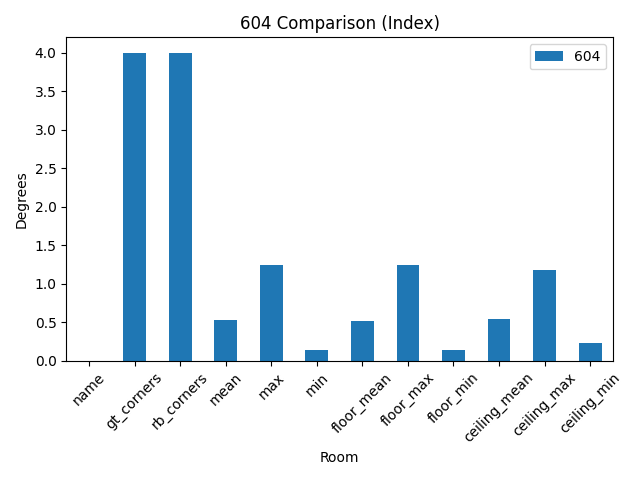 604 Comparison (Index)
604
Degrees
4.0
3.5
3.0
2.5
2.0
1.5
1.0
0.5
0.0
name
gt_corners
rb_corners
mean
max
min
floor_mean
floor_max
floor_min
ceiling_mean
ceiling_max
ceiling_min
Room